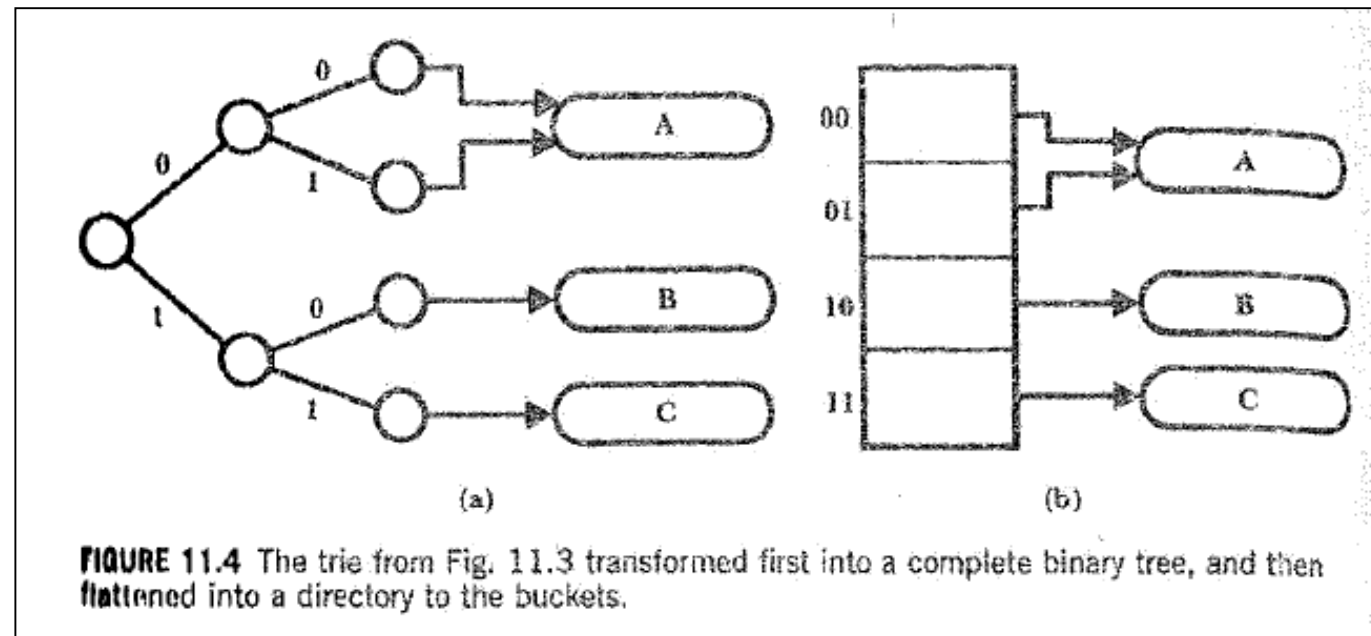 0
0
A
1
1
0
B
1
C
(a)
00
01
10
11
A
B
C
(b)
FIGURE 11.4 The trie from Fig. 11.3 transformed first into a complete binary tree, and then
flattened into a directory to the buckets.